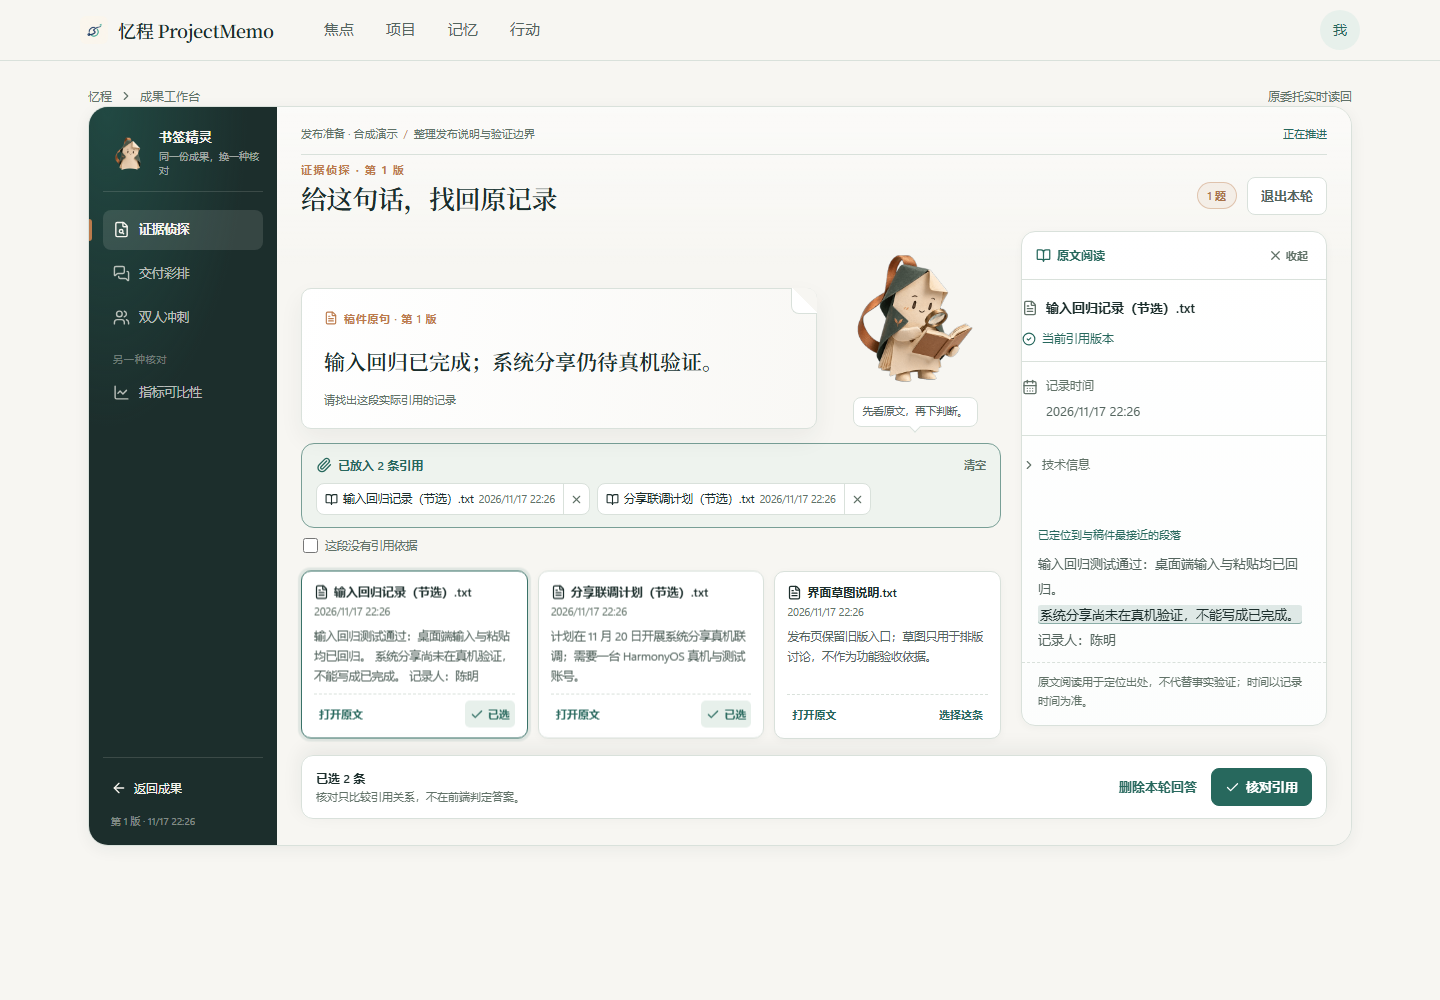 忆程 ProjectMemo
焦点
项目
记忆
行动
我
忆程 > 成果工作台
原委托实时读回
书签精灵
同一份成果，换一种核
对
证据侦探
交付彩排
双人冲刺
另一种核对
指标可比性
返回成果
第 1 版 · 11/17 22:26
发布准备 · 合成演示 / 整理发布说明与验证边界
正在推进
证据侦探 · 第 1 版
给这句话，找回原记录
1 题
退出本轮
稿件原句 · 第 1 版
输入回归已完成；系统分享仍待真机验证。
请找出这段实际引用的记录
先看原文，再下判断。
已放入 2 条引用
清空
输入回归记录（节选）.txt 2026/11/17 22:26
分享联调计划（节选）.txt 2026/11/17 22:26
这段没有引用依据
输入回归记录（节选）.txt
2026/11/17 22:26
输入回归测试通过：桌面端输入与粘贴
均已回归。 系统分享尚未在真机验证，
不能写成已完成。 记录人：陈明
打开原文
已选
分享联调计划（节选）.txt
2026/11/17 22:26
计划在 11 月 20 日开展系统分享真机联
调；需要一台 HarmonyOS 真机与测试
账号。
打开原文
已选
界面草图说明.txt
2026/11/17 22:26
发布页保留旧版入口；草图只用于排版
讨论，不作为功能验收依据。
打开原文
选择这条
原文阅读
收起
输入回归记录（节选）.txt
当前引用版本
记录时间
2026/11/17 22:26
技术信息
已定位到与稿件最接近的段落
输入回归测试通过：桌面端输入与粘贴均已回
归。
系统分享尚未在真机验证，不能写成已完成。
记录人：陈明
原文阅读用于定位出处，不代替事实验证；时间以记录
时间为准。
已选 2 条
核对只比较引用关系，不在前端判定答案。
删除本轮回答
核对引用